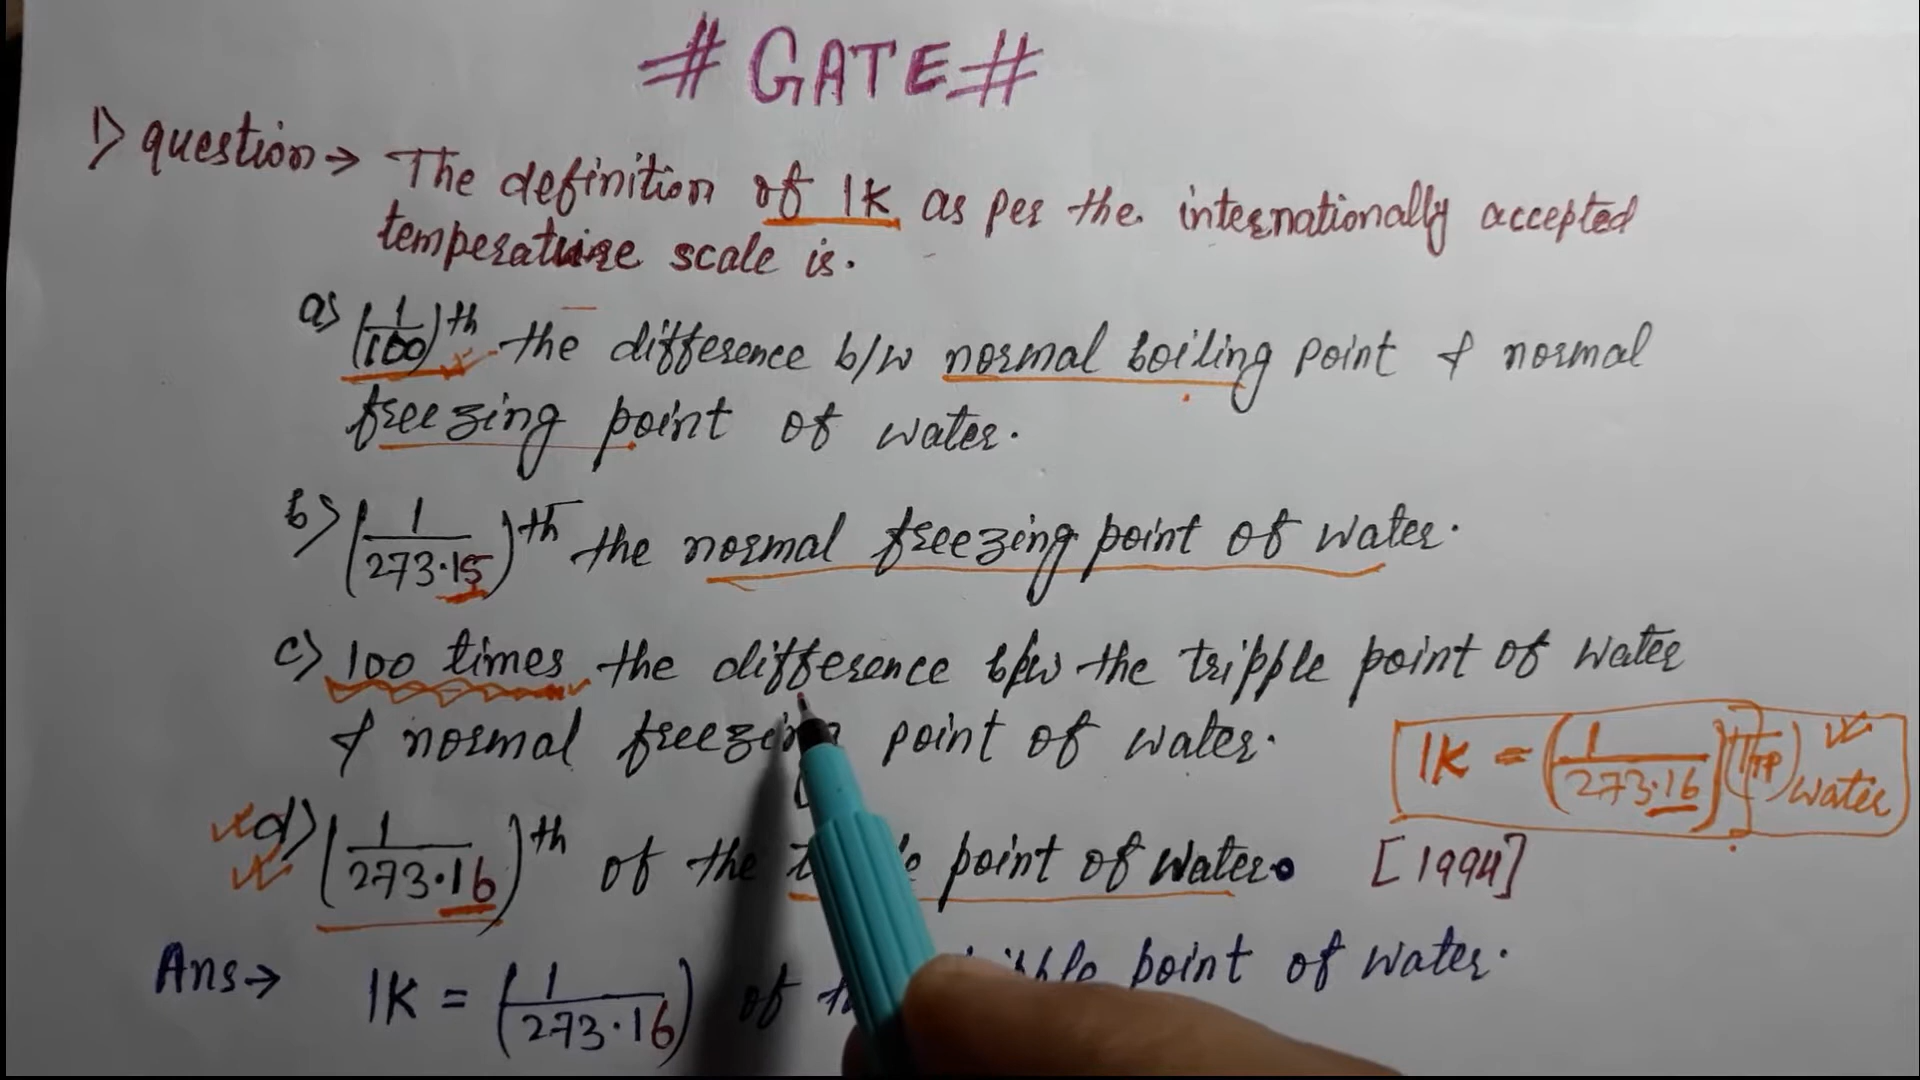 # GATE #
1> question → The definition of 1K as per the internationally accepted
temperature scale is.
a> (1/100)th the difference b/w normal boiling point & normal
freezing point of water.
b> (1/273.15)th the normal freezing point of water.
c> 100 times the difference b/w the tripple point of water
& normal freezing point of water.
1K = (1/273.16)(TTP)water
d> (1/273.16)th of the point of water. [1994]
Ans → 1K = (1/273.16) of point of water.